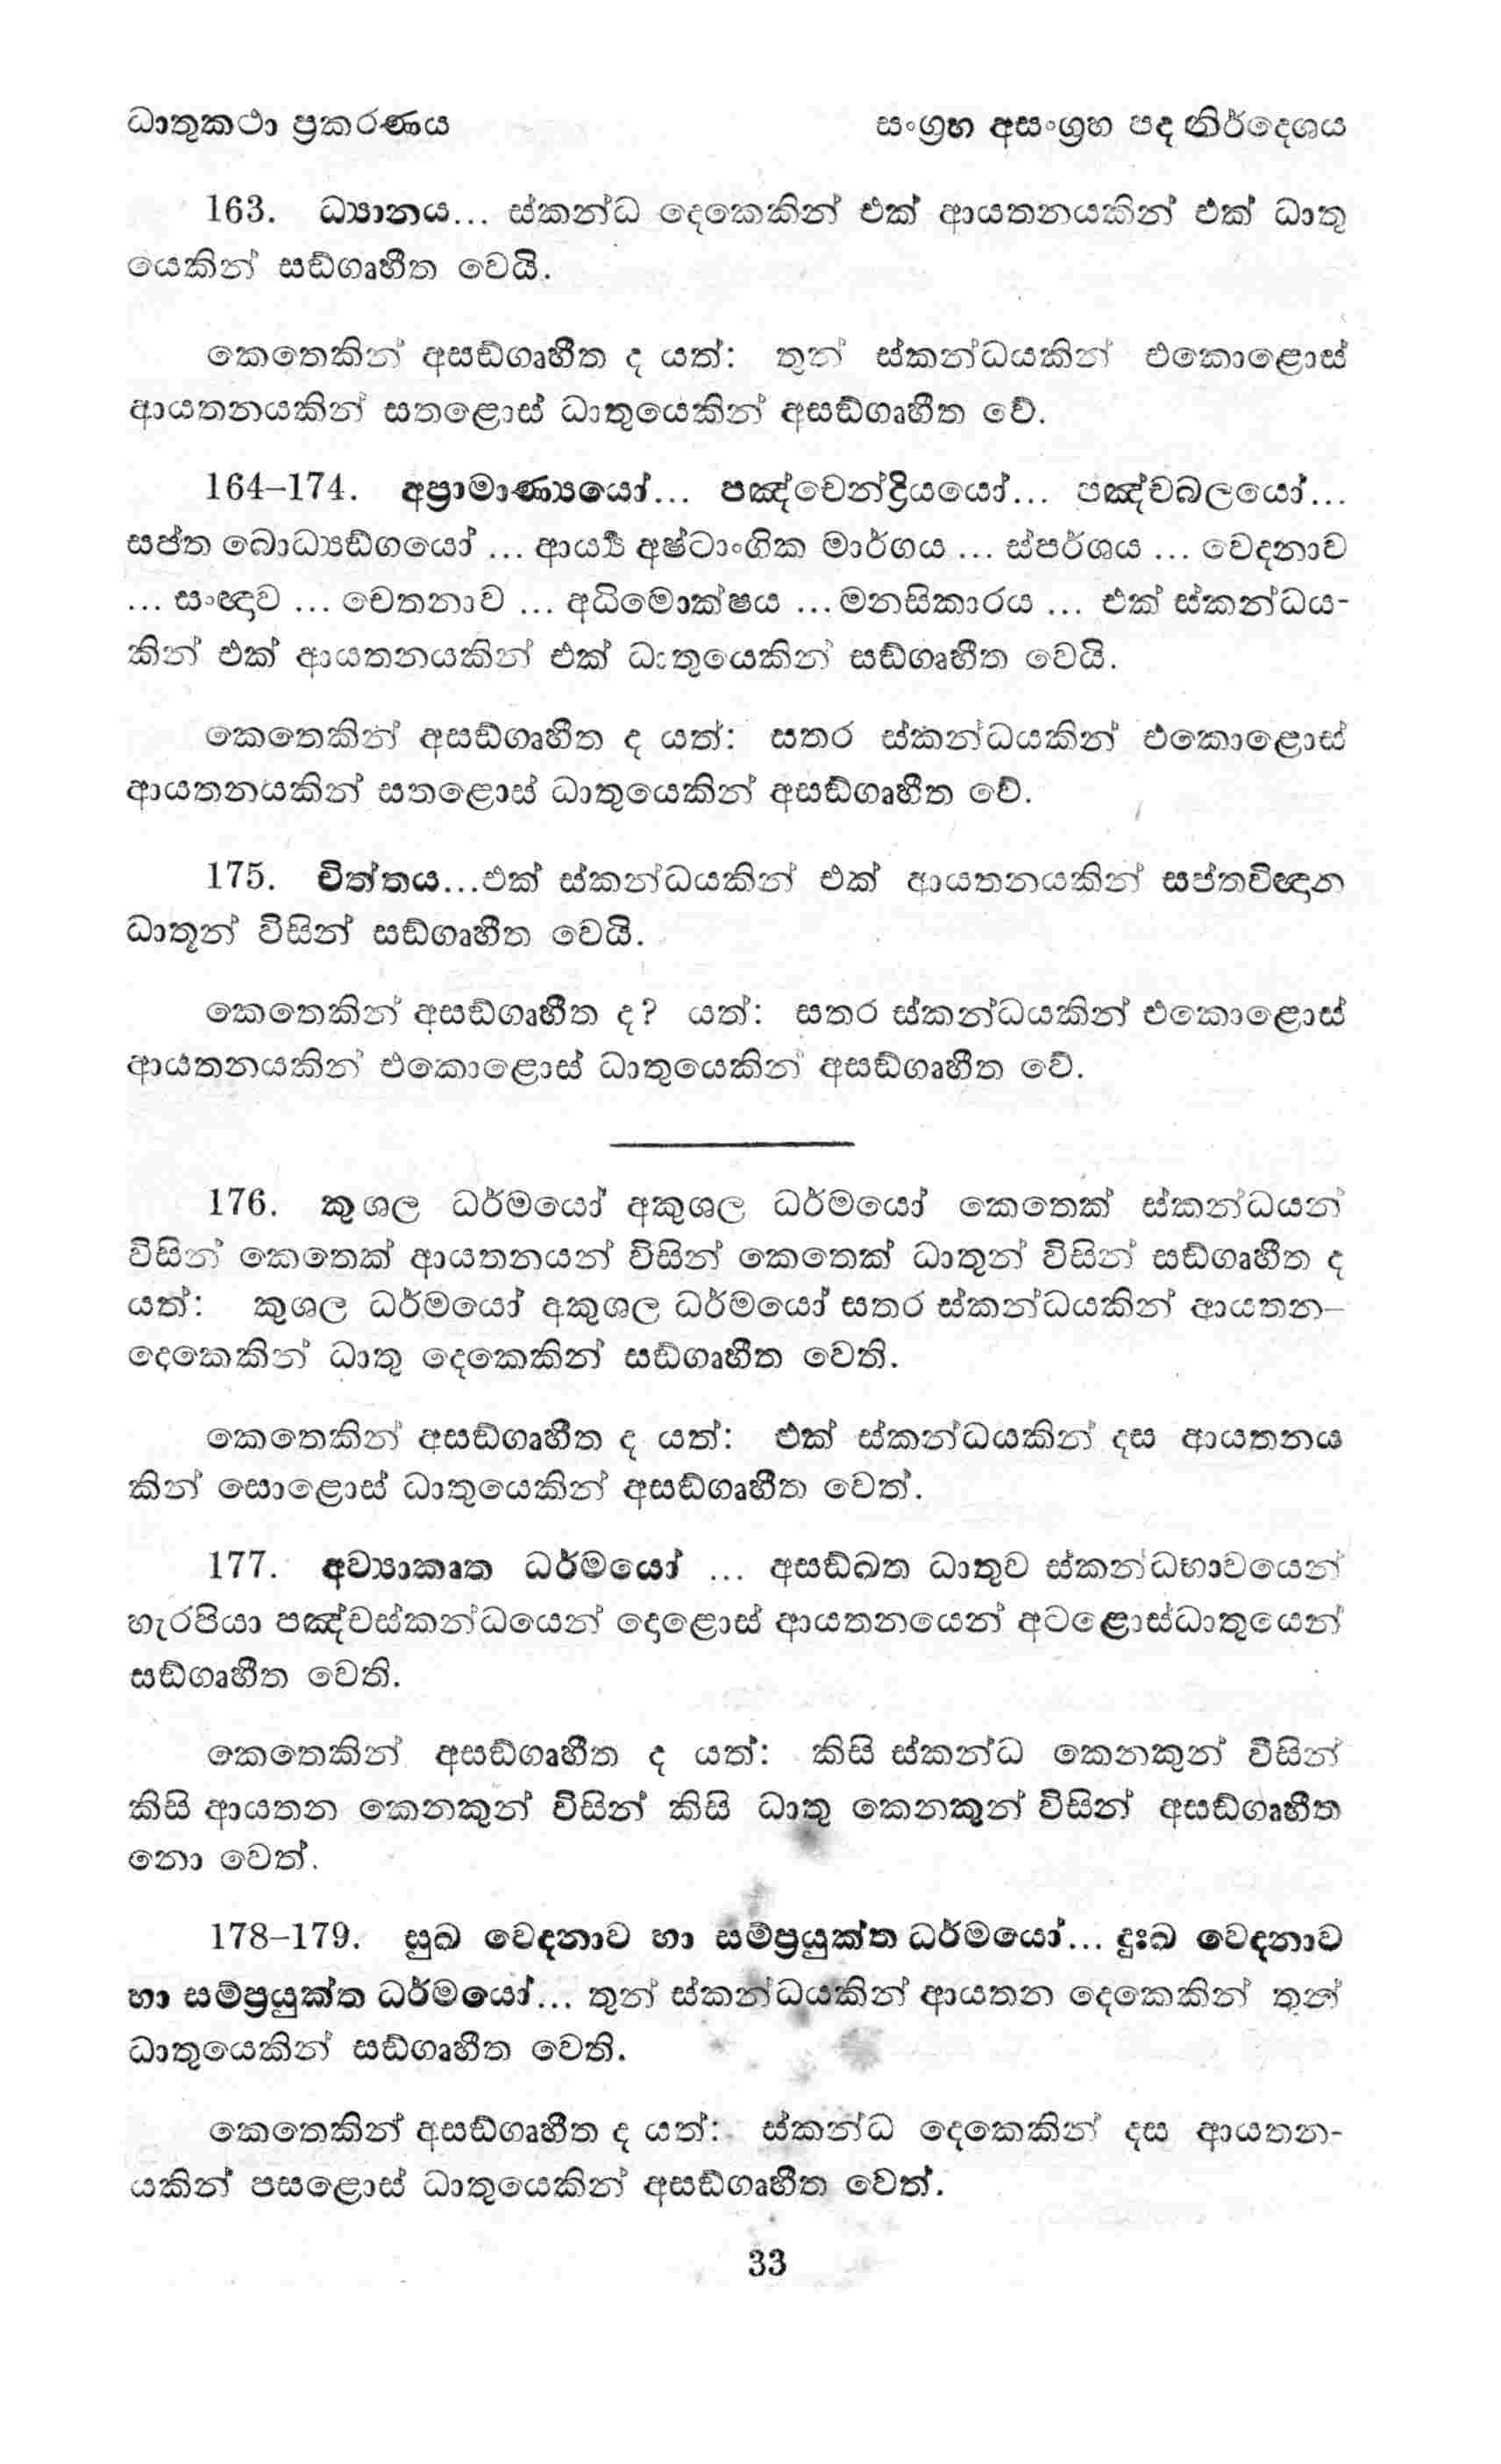 ධාතුකථා ප්‍රකරණය සංග්‍රහ අසංග්‍රහ පද නිර්දෙශය
163. ධ්‍යානය... ස්කන්ධ දෙකෙකින් එක් ආයතනයකින් එක් ධාතු
යෙකින් සඞ්ගෘහීත වෙයි.
කෙතෙකින් අසඞ්ගෘහීත ද යත්: තුන් ස්කන්ධයකින් එකොළොස්
ආයතනයකින් සතළොස් ධාතුයෙකින් අසඞ්ගෘහීත වේ.
164–174. අප්‍රාමාණ්‍යයෝ... පඤ්චෙන්ද්‍රියයෝ... පඤ්චබලයෝ...
සප්ත බොධ්‍යඞ්ගයෝ ... ආර්‍ය්‍ය අෂ්ටාංගික මාර්ගය ... ස්පර්ශය ... වෙදනාව
... සංඥාව ... චෙතනාව ... අධිමොක්ෂය ... මනසිකාරය ... එක් ස්කන්ධය-
කින් එක් ආයතනයකින් එක් ධාතුයෙකින් සඞ්ගෘහීත වෙයි.
කෙතෙකින් අසඞ්ගෘහීත ද යත්: සතර ස්කන්ධයකින් එකොළොස්
ආයතනයකින් සතළොස් ධාතුයෙකින් අසඞ්ගෘහීත වේ.
175. චිත්තය...එක් ස්කන්ධයකින් එක් ආයතනයකින් සප්තවිඥාන
ධාතූන් විසින් සඞ්ගෘහීත වෙයි.
කෙතෙකින් අසඞ්ගෘහීත ද? යත්: සතර ස්කන්ධයකින් එකොළොස්
ආයතනයකින් එකොළොස් ධාතුයෙකින් අසඞ්ගෘහීත වේ.
176. කුශල ධර්මයෝ අකුශල ධර්මයෝ කෙතෙක් ස්කන්ධයන්
විසින් කෙතෙක් ආයතනයන් විසින් කෙතෙක් ධාතුන් විසින් සඞ්ගෘහීත ද
යත්: කුශල ධර්මයෝ අකුශල ධර්මයෝ සතර ස්කන්ධයකින් ආයතන–
දෙකෙකින් ධාතු දෙකෙකින් සඞ්ගෘහීත වෙති.
කෙතෙකින් අසඞ්ගෘහීත ද යත්: එක් ස්කන්ධයකින් දස ආයතනය
කින් සොළොස් ධාතුයෙකින් අසඞ්ගෘහීත වෙත්.
177. අව්‍යාකෘත ධර්මයෝ ... අසඞ්ඛත ධාතුව ස්කන්ධභාවයෙන්
හැරපියා පඤ්චස්කන්ධයෙන් දොළොස් ආයතනයෙන් අටළොස්ධාතුයෙන්
සඞ්ගෘහීත වෙති.
කෙතෙකින් අසඞ්ගෘහීත ද යත්: කිසි ස්කන්ධ කෙනකුන් විසින්
කිසි ආයතන කෙනකුන් විසින් කිසි ධාතු කෙනකුන් විසින් අසඞ්ගෘහීත
නො වෙත්.
178–179. සුඛ වෙදනාව හා සම්ප්‍රයුක්ත ධර්මයෝ... දුඃඛ වෙදනාව
හා සම්ප්‍රයුක්ත ධර්මයෝ... තුන් ස්කන්ධයකින් ආයතන දෙකෙකින් තුන්
ධාතුයෙකින් සඞ්ගෘහීත වෙති.
කෙතෙකින් අසඞ්ගෘහීත ද යත්: ස්කන්ධ දෙකෙකින් දස ආයතන-
යකින් පසළොස් ධාතුයෙකින් අසඞ්ගෘහීත වෙත්.
33